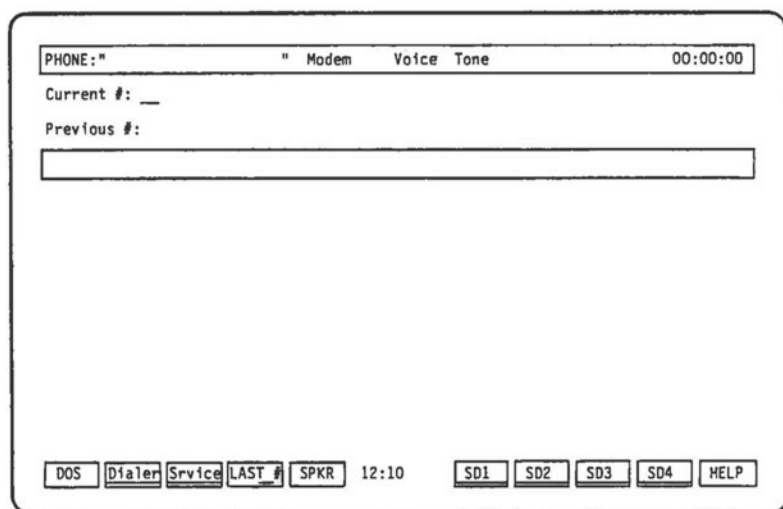 PHONE:" " Modem Voice Tone 00:00:00
Current #: __
Previous #:
DOS Dialer Srvice LAST # SPKR 12:10 SD1 SD2 SD3 SD4 HELP